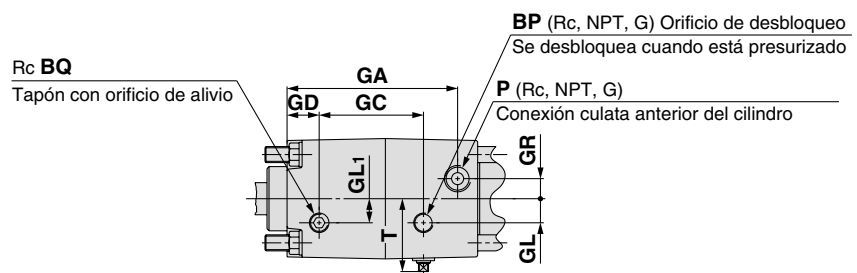 BP (Rc, NPT, G) Orificio de desbloqueo
Se desbloquea cuando está presurizado
Rc BQ
Tapón con orificio de alivio
GA
P (Rc, NPT, G)
Conexión culata anterior del cilindro
GD
GC
GR
GL1
T
GL